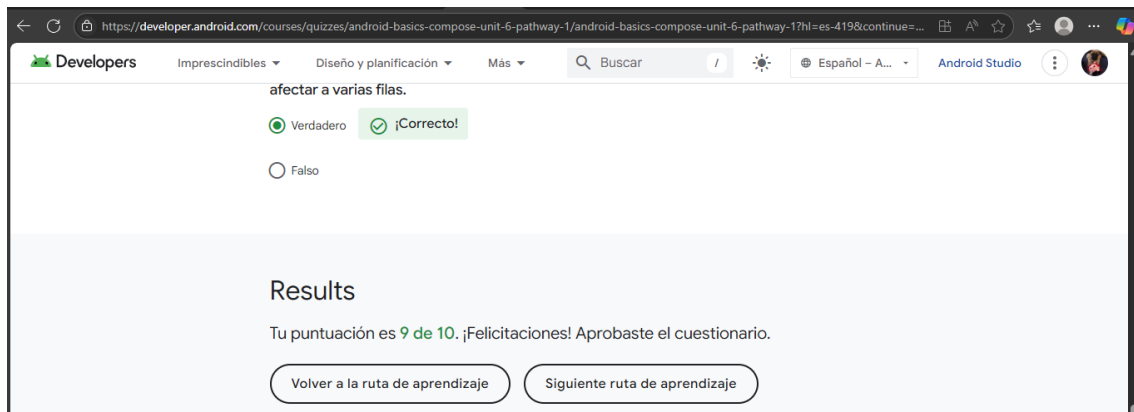 https://developer.android.com/courses/quizzes/android-basics-compose-unit-6-pathway-1/android-basics-compose-unit-6-pathway-1?hl=es-419&continue=...
Developers Imprescindibles Diseño y planificación Más Buscar / Español – A... Android Studio
afectar a varias filas.
Verdadero ¡Correcto!
Falso
Results
Tu puntuación es 9 de 10. ¡Felicitaciones! Aprobaste el cuestionario.
Volver a la ruta de aprendizaje Siguiente ruta de aprendizaje